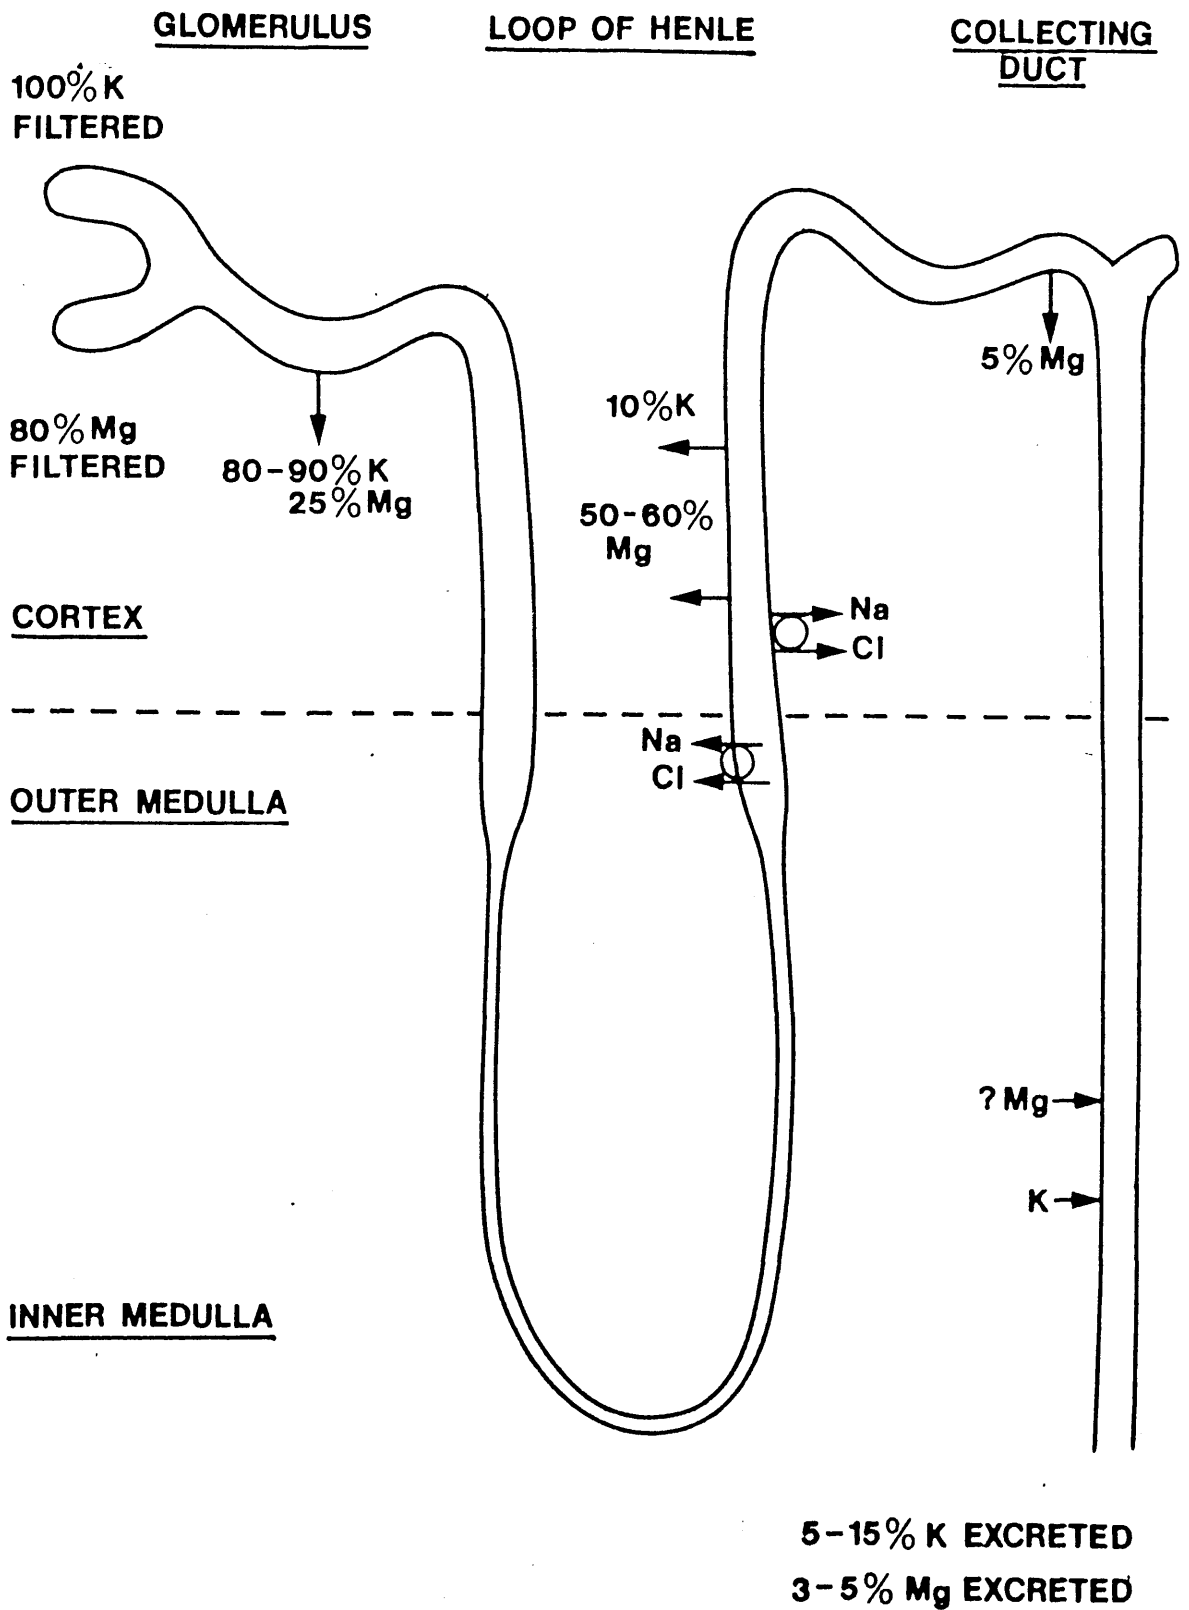 GLOMERULUS
LOOP OF HENLE
COLLECTING
DUCT
100% K
FILTERED
80% Mg
FILTERED
80-90% K
25% Mg
10% K
50-60%
Mg
5% Mg
Na
Cl
CORTEX
Na
Cl
OUTER MEDULLA
? Mg
K
INNER MEDULLA
5-15% K EXCRETED
3-5% Mg EXCRETED